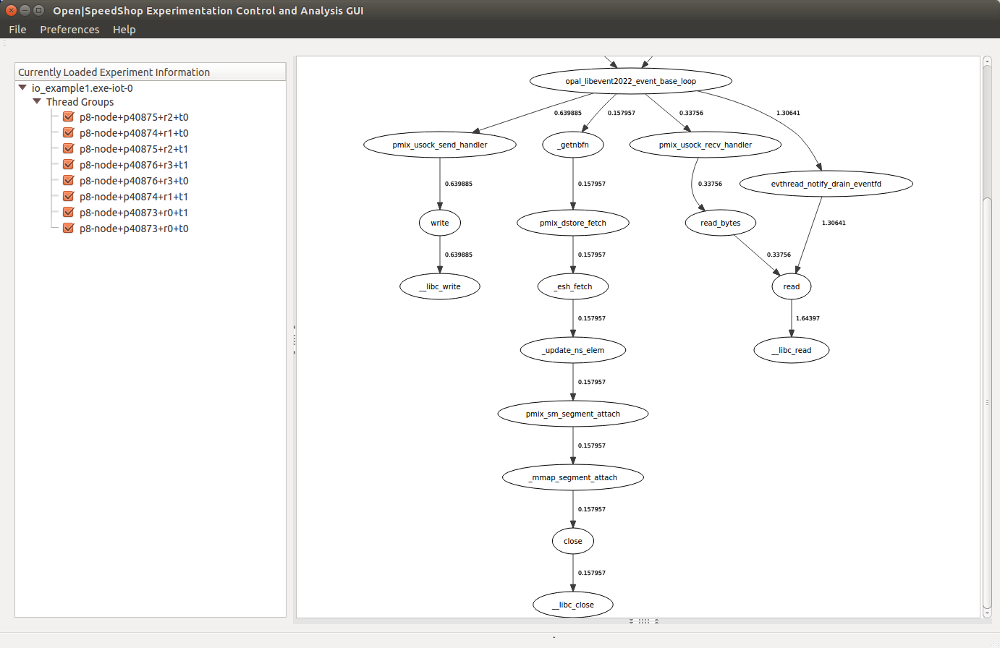 Open|SpeedShop Experimentation Control and Analysis GUI
File Preferences Help
Currently Loaded Experiment Information
io_example1.exe-iot-0
Thread Groups
p8-node+p40875+r2+t0
p8-node+p40874+r1+t0
p8-node+p40875+r2+t1
p8-node+p40876+r3+t1
p8-node+p40876+r3+t0
p8-node+p40874+r1+t1
p8-node+p40873+r0+t1
p8-node+p40873+r0+t0
opal_libevent2022_event_base_loop
0.639885 0.157957 0.33756 1.30641
pmix_usock_send_handler _getnbfn pmix_usock_recv_handler
0.639885 0.157957 0.33756 evthread_notify_drain_eventfd
write pmix_dstore_fetch read_bytes 1.30641
0.639885 0.157957 0.33756
__libc_write _esh_fetch read
0.157957 1.64397
_update_ns_elem __libc_read
0.157957
pmix_sm_segment_attach
0.157957
_mmap_segment_attach
0.157957
close
0.157957
__libc_close